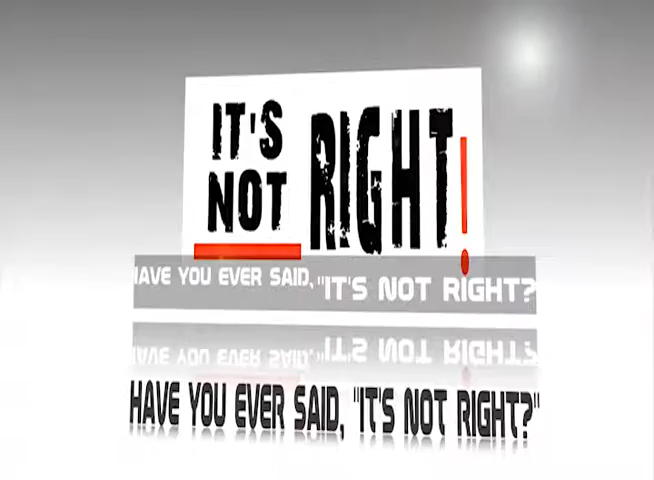 IT'S
NOT RIGHT!
HAVE YOU EVER SAID, "IT'S NOT RIGHT?
HAVE YOU EVER SAID, "IT'S NOT RIGHT?"